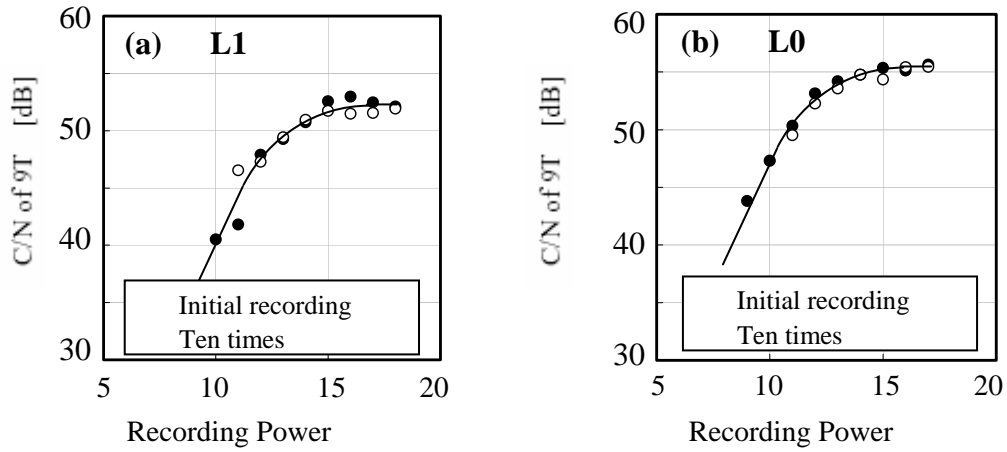 (a) L1
60
50
40
30
C/N of 9T [dB]
Initial recording
Ten times
5 10 15 20
Recording Power
(b) L0
60
50
40
30
C/N of 9T [dB]
Initial recording
Ten times
5 10 15 20
Recording Power